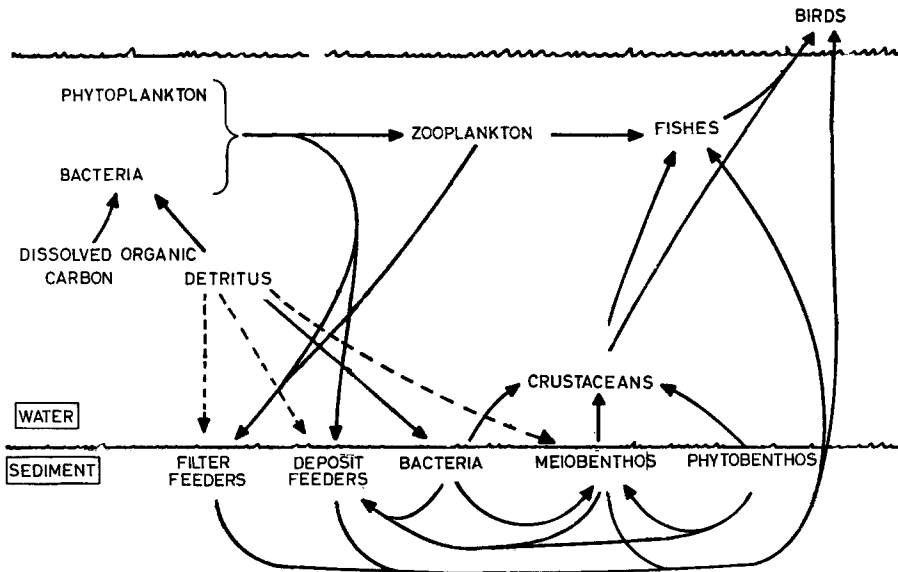 BIRDS
PHYTOPLANKTON
ZOOPLANKTON
FISHES
BACTERIA
DISSOLVED ORGANIC
CARBON
DETRITUS
CRUSTACEANS
WATER
SEDIMENT
FILTER
FEEDERS
DEPOSIT
FEEDERS
BACTERIA
MEIOBENTHOS
PHYTOBENTHOS